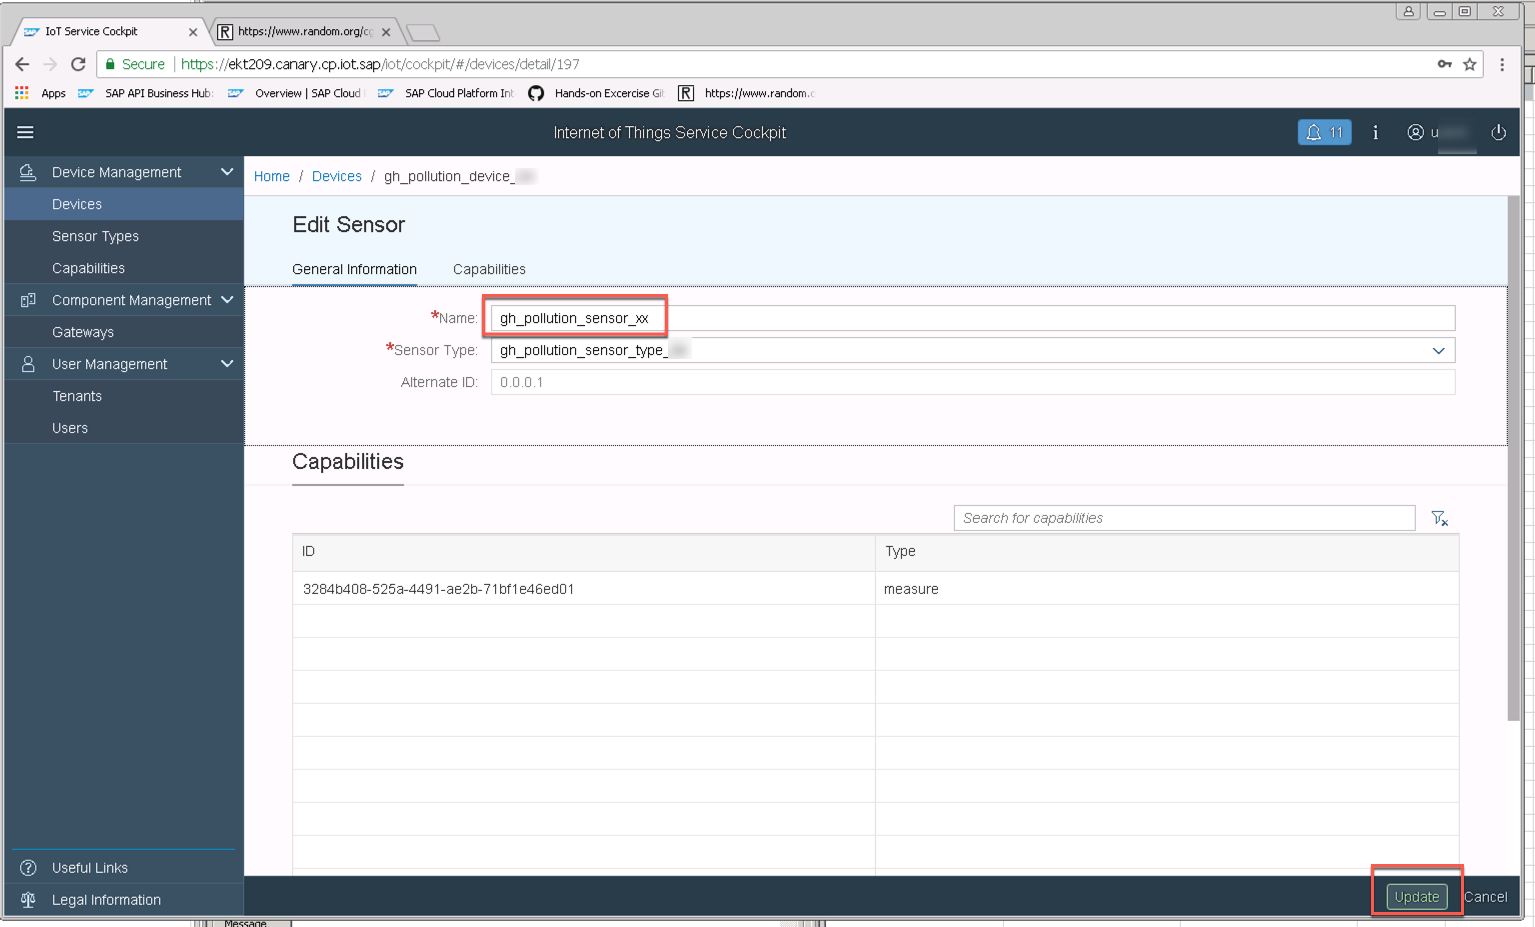 IoT Service Cockpit
R https://www.random.org/cg
Secure https://ekt209.canary.cp.iot.sap/iot/cockpit/#/devices/detail/197
Apps SAP API Business Hub: Overview | SAP Cloud SAP Cloud Platform Int Hands-on Excercise Git R https://www.random.
Internet of Things Service Cockpit 11 i u
Device Management
Devices
Sensor Types
Capabilities
Component Management
Gateways
User Management
Tenants
Users
Useful Links
Legal Information
Home / Devices / gh_pollution_device_
Edit Sensor
General Information Capabilities
*Name: gh_pollution_sensor_xx
*Sensor Type: gh_pollution_sensor_type_
Alternate ID: 0.0.0.1
Capabilities
Search for capabilities
ID Type
3284b408-525a-4491-ae2b-71bf1e46ed01 measure
Update Cancel
Message